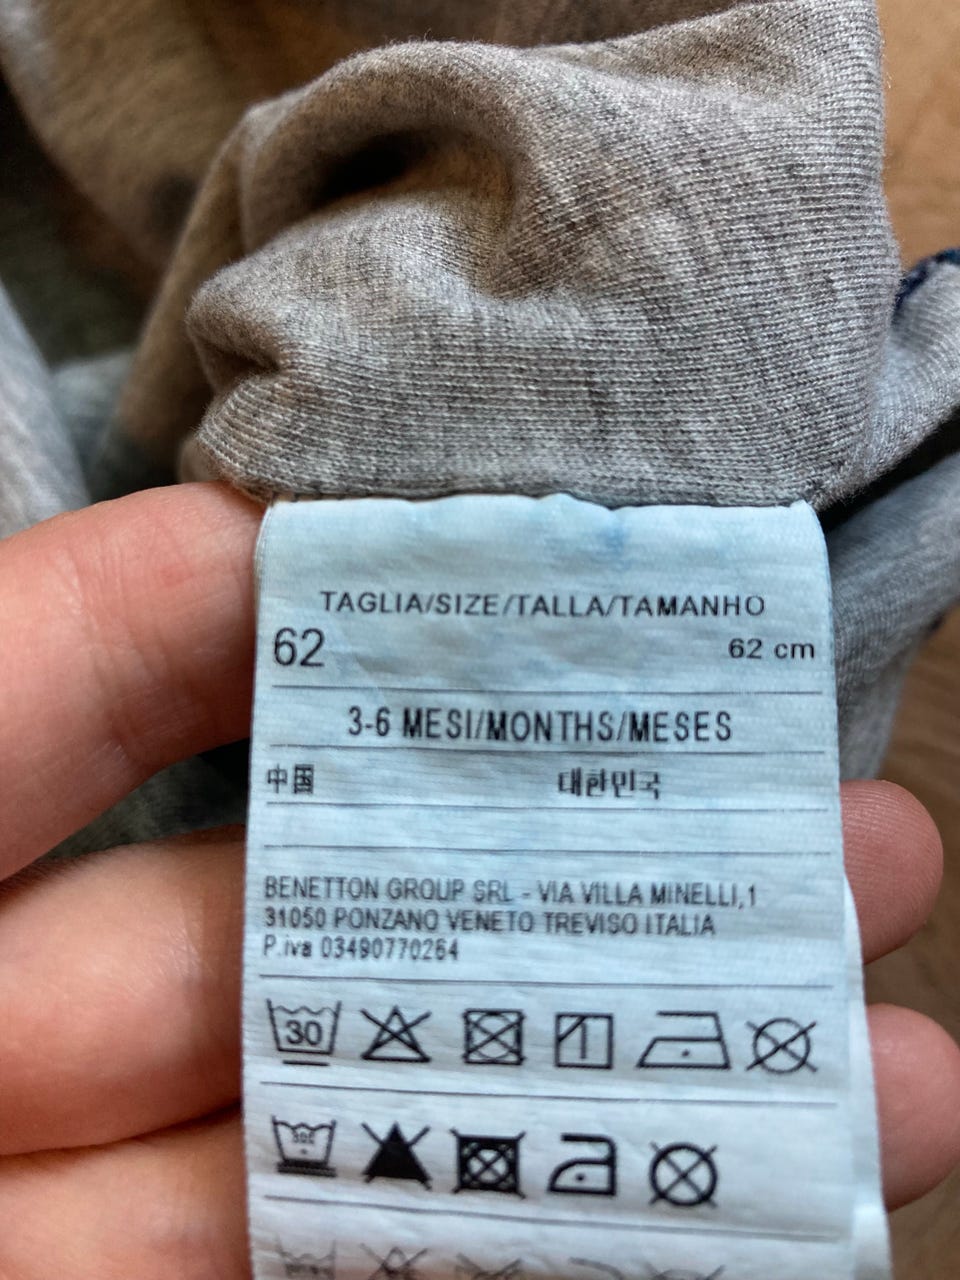 TAGLIA/SIZE/TALLA/TAMANHO
62 62 cm
3-6 MESI/MONTHS/MESES
中国 대한민국
BENETTON GROUP SRL - VIA VILLA MINELLI,1
31050 PONZANO VENETO TREVISO ITALIA
P.iva 03490770264
30